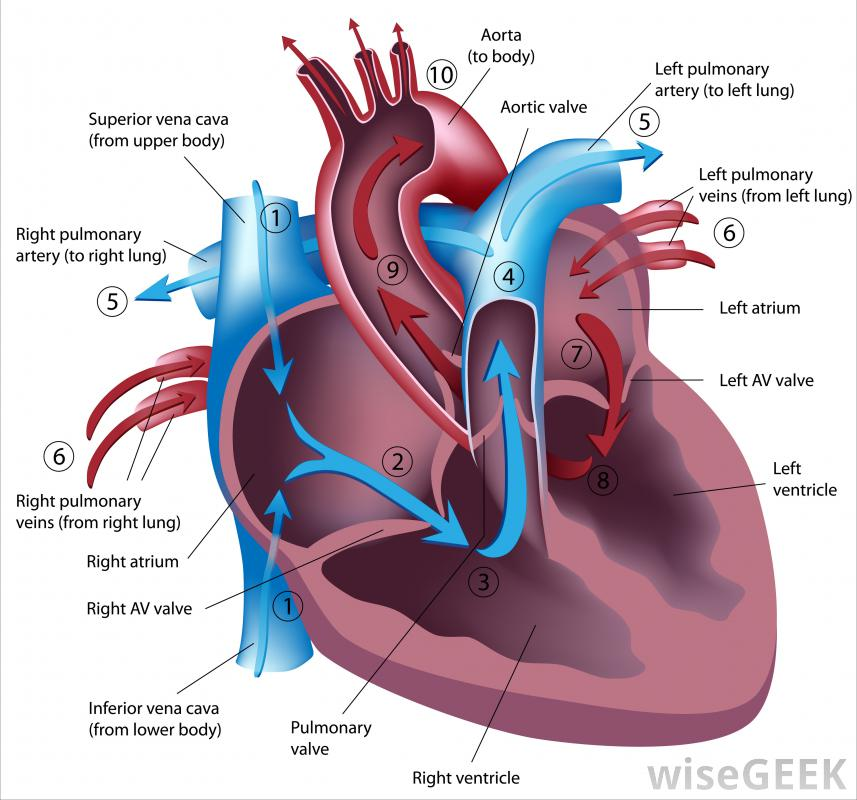 10
Aorta
(to body)
Left pulmonary
artery (to left lung)
Aortic valve
5
Superior vena cava
(from upper body)
Left pulmonary
veins (from left lung)
1
6
Right pulmonary
artery (to right lung)
9
4
5
Left atrium
7
Left AV valve
6
2
8
Left
ventricle
Right pulmonary
veins (from right lung)
Right atrium
3
Right AV valve
1
Inferior vena cava
(from lower body)
Pulmonary
valve
Right ventricle
wiseGEEK